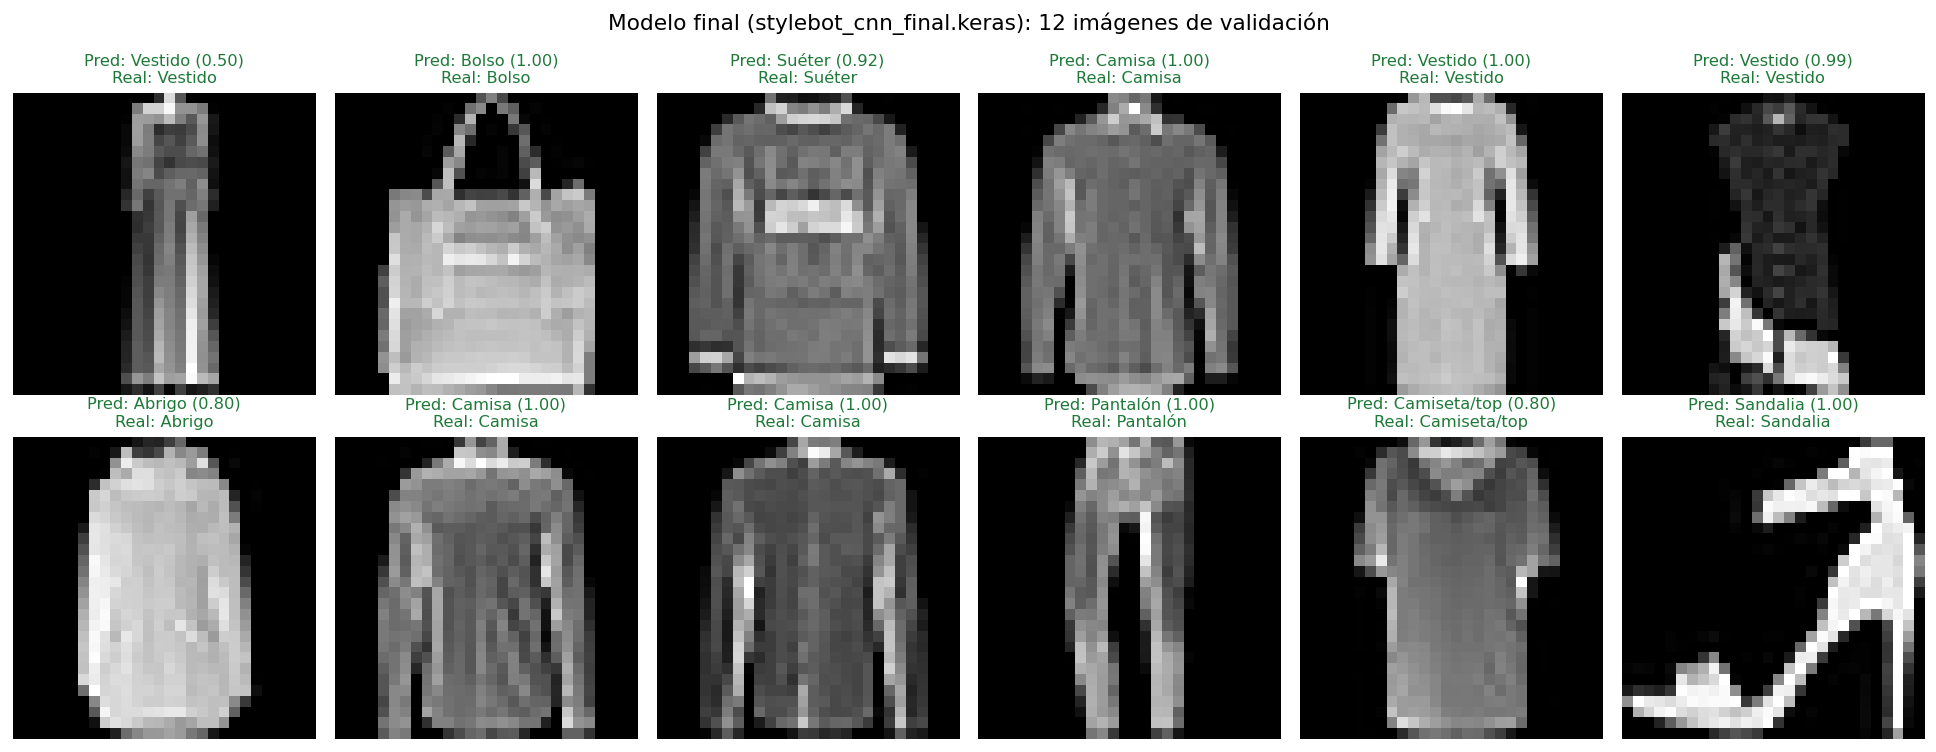 Modelo final (stylebot_cnn_final.keras): 12 imágenes de validación
Pred: Vestido (0.50)
Real: Vestido
Pred: Bolso (1.00)
Real: Bolso
Pred: Suéter (0.92)
Real: Suéter
Pred: Camisa (1.00)
Real: Camisa
Pred: Vestido (1.00)
Real: Vestido
Pred: Vestido (0.99)
Real: Vestido
Pred: Abrigo (0.80)
Real: Abrigo
Pred: Camisa (1.00)
Real: Camisa
Pred: Camisa (1.00)
Real: Camisa
Pred: Pantalón (1.00)
Real: Pantalón
Pred: Camiseta/top (0.80)
Real: Camiseta/top
Pred: Sandalia (1.00)
Real: Sandalia